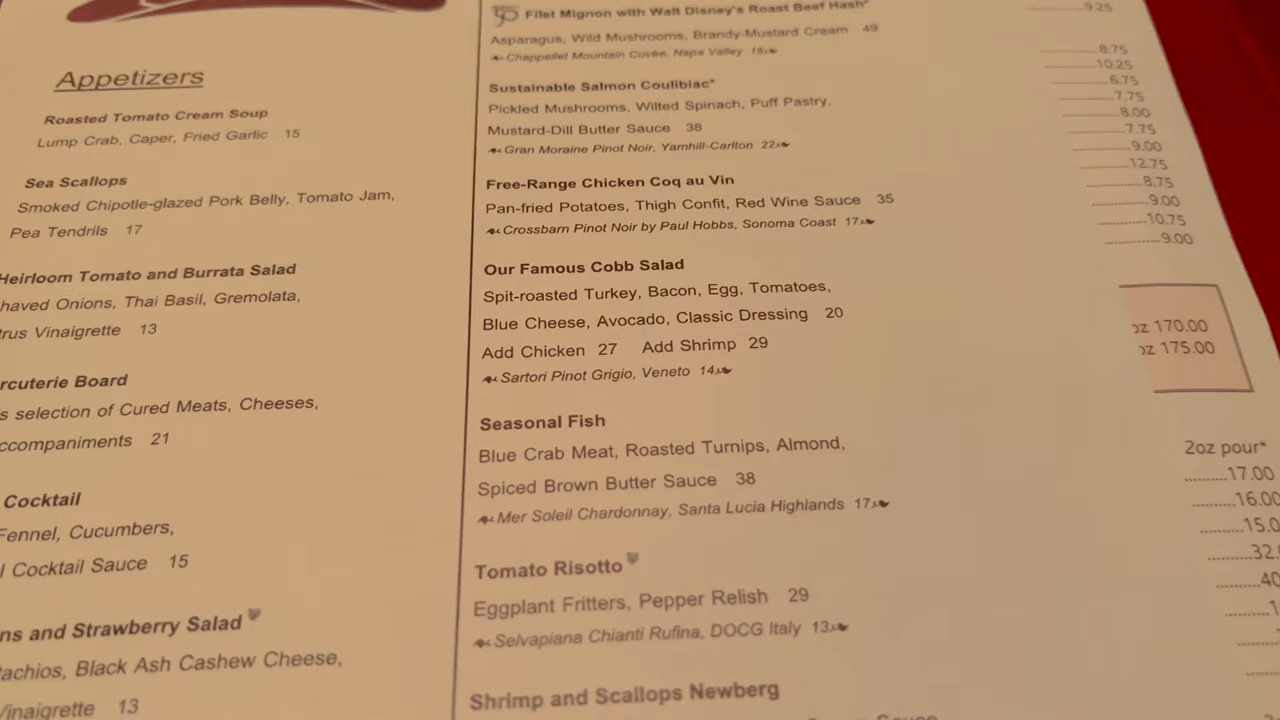 Appetizers
Roasted Tomato Cream Soup
Lump Crab, Caper, Fried Garlic 15
Sea Scallops
Smoked Chipotle-glazed Pork Belly, Tomato Jam,
Pea Tendrils 17
Heirloom Tomato and Burrata Salad
haved Onions, Thai Basil, Gremolata,
trus Vinaigrette 13
rcuterie Board
s selection of Cured Meats, Cheeses,
ccompaniments 21
Cocktail
Fennel, Cucumbers,
l Cocktail Sauce 15
ns and Strawberry Salad
tachios, Black Ash Cashew Cheese,
Vinaigrette 13
50 Filet Mignon with Walt Disney's Roast Beef Hash*
Asparagus, Wild Mushrooms, Brandy-Mustard Cream 49
Chappellet Mountain Cuvée, Napa Valley 18
Sustainable Salmon Coulibiac*
Pickled Mushrooms, Wilted Spinach, Puff Pastry,
Mustard-Dill Butter Sauce 38
Gran Moraine Pinot Noir, Yamhill-Carlton 22
Free-Range Chicken Coq au Vin
Pan-fried Potatoes, Thigh Confit, Red Wine Sauce 35
Crossbarn Pinot Noir by Paul Hobbs, Sonoma Coast 17
Our Famous Cobb Salad
Spit-roasted Turkey, Bacon, Egg, Tomatoes,
Blue Cheese, Avocado, Classic Dressing 20
Add Chicken 27 Add Shrimp 29
Sartori Pinot Grigio, Veneto 14
Seasonal Fish
Blue Crab Meat, Roasted Turnips, Almond,
Spiced Brown Butter Sauce 38
Mer Soleil Chardonnay, Santa Lucia Highlands 17
Tomato Risotto
Eggplant Fritters, Pepper Relish 29
Selvapiana Chianti Rufina, DOCG Italy 13
Shrimp and Scallops Newberg
9.25
8.75
10.25
6.75
7.75
8.00
7.75
9.00
12.75
8.75
9.00
10.75
9.00
oz 170.00
oz 175.00
2oz pour*
17.00
16.00
15.0
32.
40
1